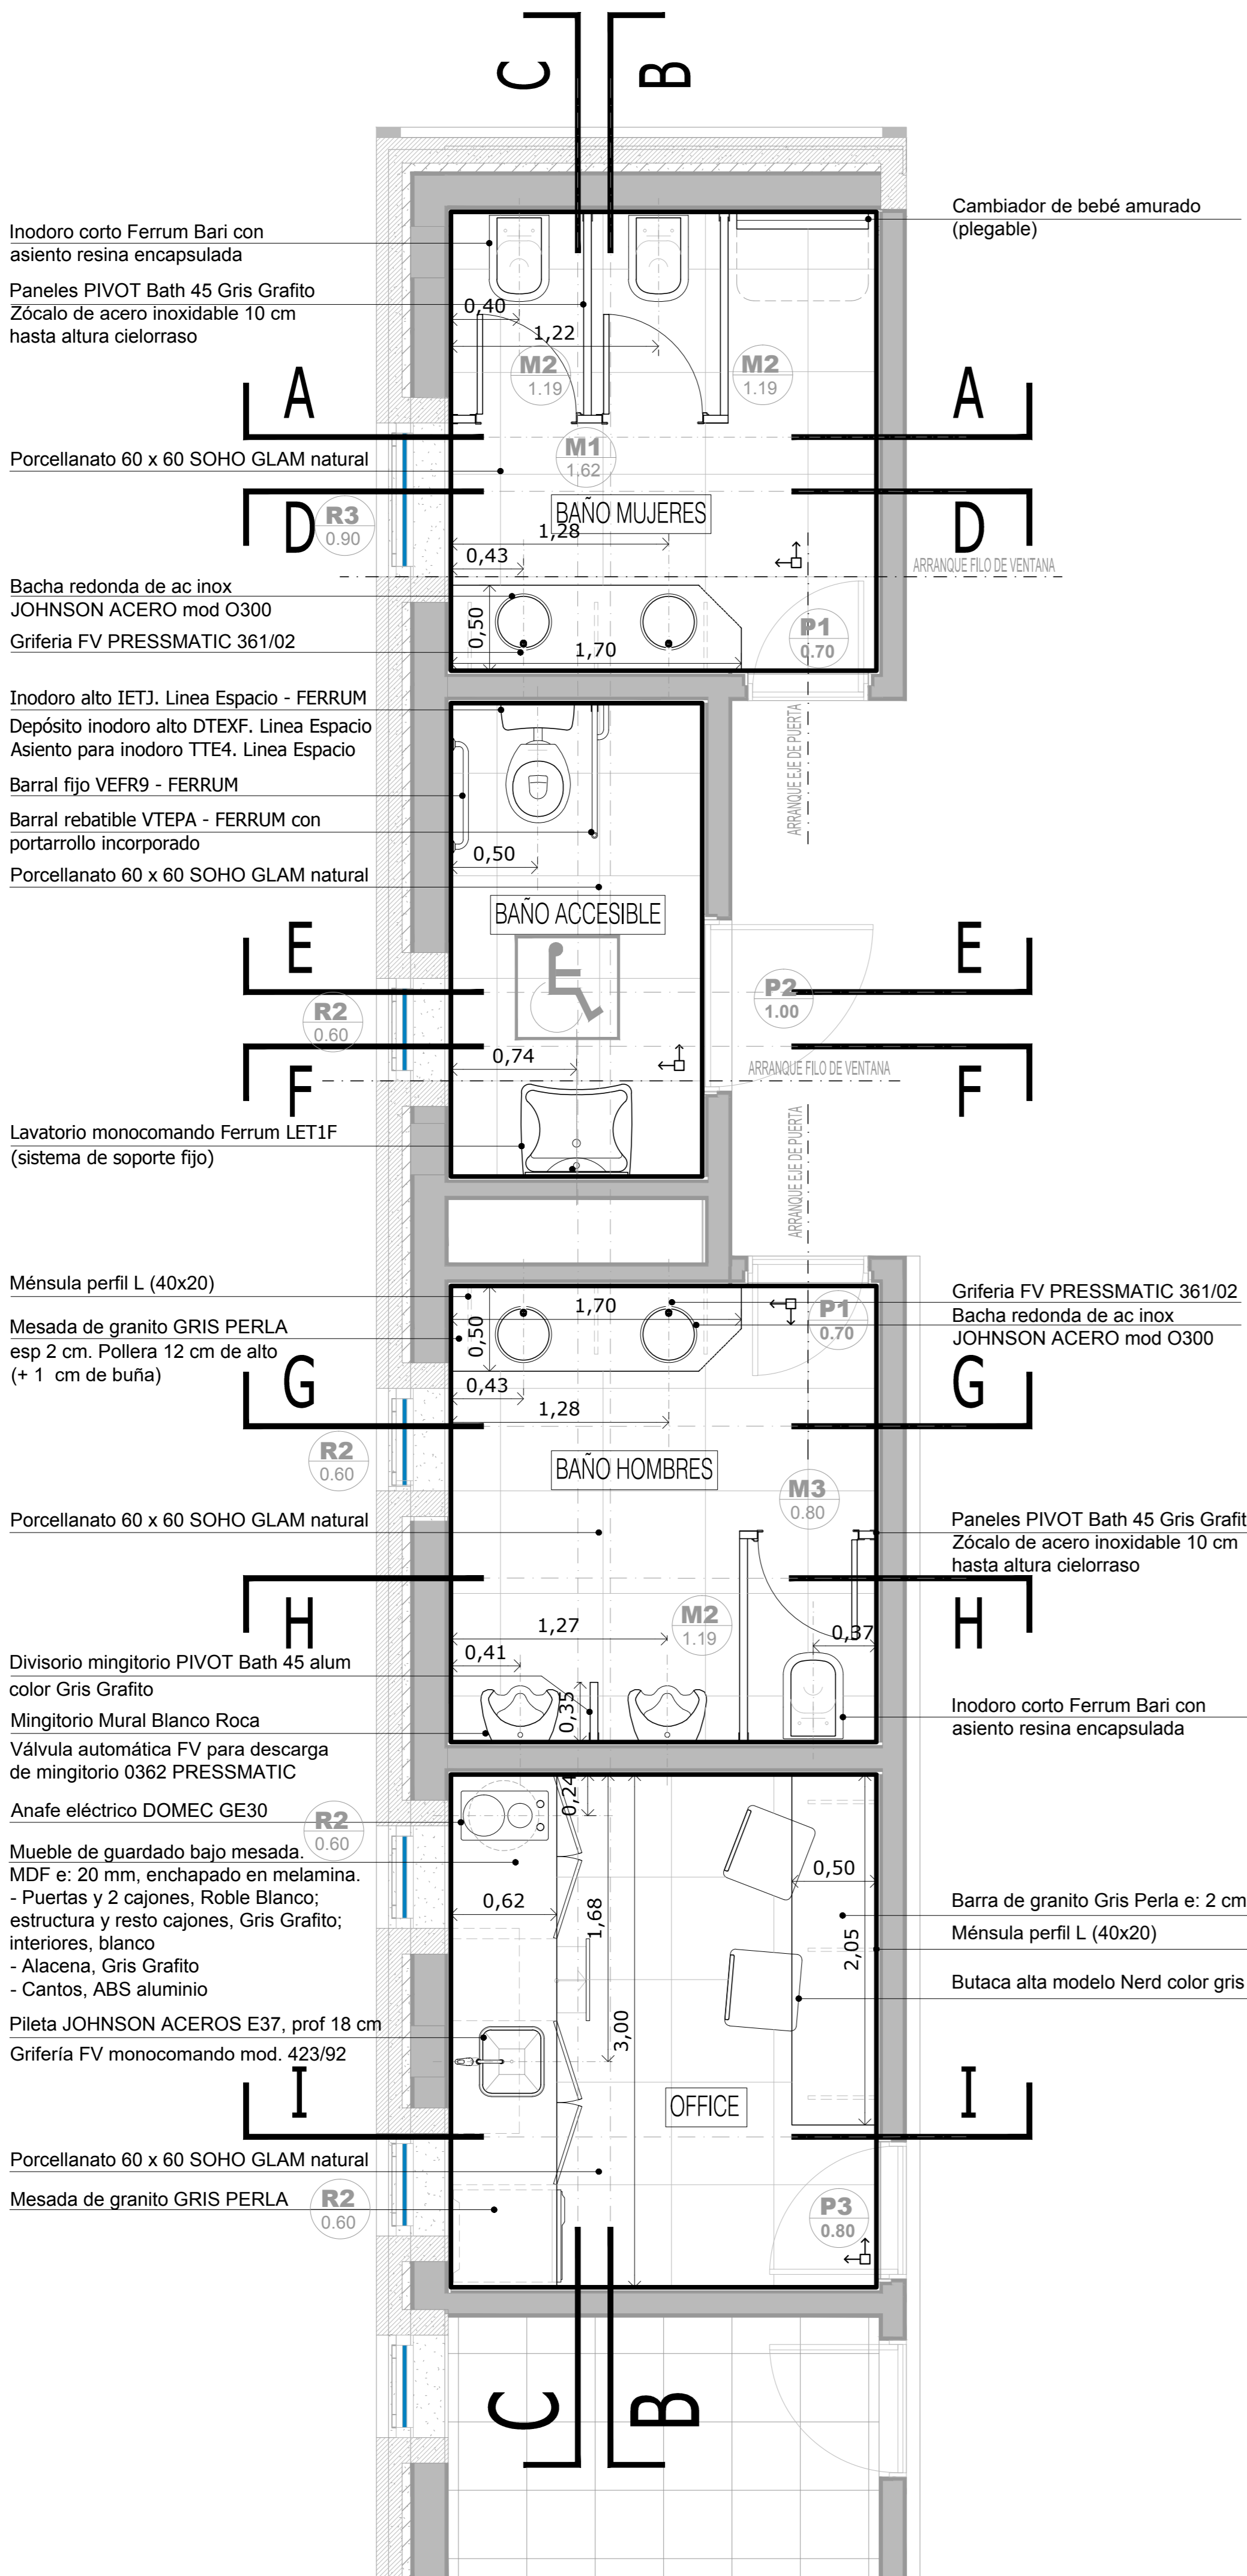 C
B
Inodoro corto Ferrum Bari con
asiento resina encapsulada
Cambiador de bebé amurado
(plegable)
Paneles PIVOT Bath 45 Gris Grafito
Zócalo de acero inoxidable 10 cm
hasta altura cielorraso
0,40
1,22
M2
1.19
M2
1.19
A
A
Porcellanato 60 x 60 SOHO GLAM natural
M1
1.62
D
R3
0.90
BAÑO MUJERES
1,28
D
0,43
ARRANQUE FILO DE VENTANA
Bacha redonda de ac inox
JOHNSON ACERO mod O300
0,50
Griferia FV PRESSMATIC 361/02
1,70
P1
0.70
Inodoro alto IETJ. Linea Espacio - FERRUM
Depósito inodoro alto DTEXF. Linea Espacio
Asiento para inodoro TTE4. Linea Espacio
ARRANQUE EJE DE PUERTA
Barral fijo VEFR9 - FERRUM
Barral rebatible VTEPA - FERRUM con
portarrollo incorporado
0,50
Porcellanato 60 x 60 SOHO GLAM natural
BAÑO ACCESIBLE
E
E
R2
0.60
P2
1.00
0,74
F
ARRANQUE FILO DE VENTANA
F
Lavatorio monocomando Ferrum LET1F
(sistema de soporte fijo)
ARRANQUE EJE DE PUERTA
Ménsula perfil L (40x20)
Mesada de granito GRIS PERLA
esp 2 cm. Pollera 12 cm de alto
(+ 1 cm de buña)
0,50
1,70
P1
0.70
Griferia FV PRESSMATIC 361/02
Bacha redonda de ac inox
JOHNSON ACERO mod O300
G
0,43
1,28
G
R2
0.60
BAÑO HOMBRES
M3
0.80
Porcellanato 60 x 60 SOHO GLAM natural
Paneles PIVOT Bath 45 Gris Grafit
Zócalo de acero inoxidable 10 cm
hasta altura cielorraso
H
M2
1.19
1,27
0,37
H
0,41
Divisorio mingitorio PIVOT Bath 45 alum
color Gris Grafito
0,35
Mingitorio Mural Blanco Roca
Válvula automática FV para descarga
de mingitorio 0362 PRESSMATIC
Inodoro corto Ferrum Bari con
asiento resina encapsulada
Anafe eléctrico DOMEC GE30
R2
0.60
0,24
Mueble de guardado bajo mesada.
MDF e: 20 mm, enchapado en melamina.
- Puertas y 2 cajones, Roble Blanco;
estructura y resto cajones, Gris Grafito;
interiores, blanco
- Alacena, Gris Grafito
- Cantos, ABS aluminio
0,62
1,68
3,00
0,50
2,05
Barra de granito Gris Perla e: 2 cm
Ménsula perfil L (40x20)
Butaca alta modelo Nerd color gris
Pileta JOHNSON ACEROS E37, prof 18 cm
Grifería FV monocomando mod. 423/92
I
OFFICE
I
Porcellanato 60 x 60 SOHO GLAM natural
Mesada de granito GRIS PERLA
R2
0.60
P3
0.80
C
B